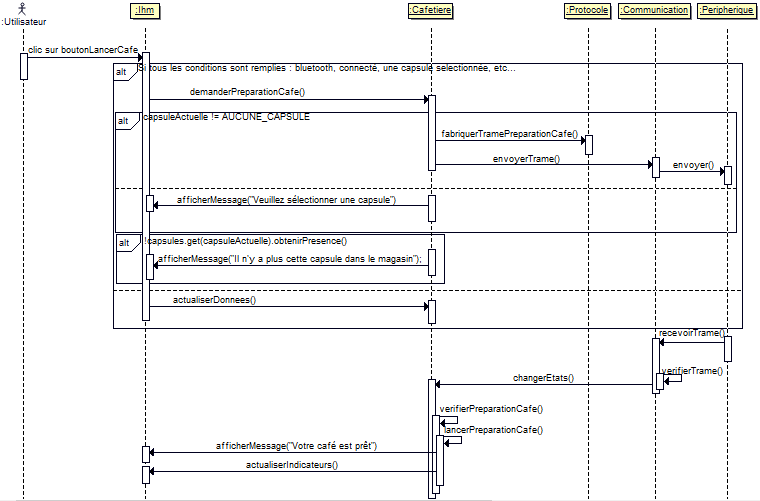 :Utilisateur
:Ihm
:Cafetiere
:Protocole
:Communication
:Peripherique
clic sur boutonLancerCafe
alt
Si tous les conditions sont remplies : bluetooth, connecté, une capsule selectionnée, etc...
demanderPreparationCafe()
alt
capsuleActuelle != AUCUNE_CAPSULE
fabriquerTramePreparationCafe()
envoyerTrame()
envoyer()
afficherMessage("Veuillez sélectionner une capsule")
alt
!capsules.get(capsuleActuelle).obtenirPresence()
afficherMessage("Il n'y a plus cette capsule dans le magasin");
actualiserDonnees()
recevoirTrame()
verifierTrame()
changerEtats()
verifierPreparationCafe()
lancerPreparationCafe()
afficherMessage("Votre café est prêt")
actualiserIndicateurs()